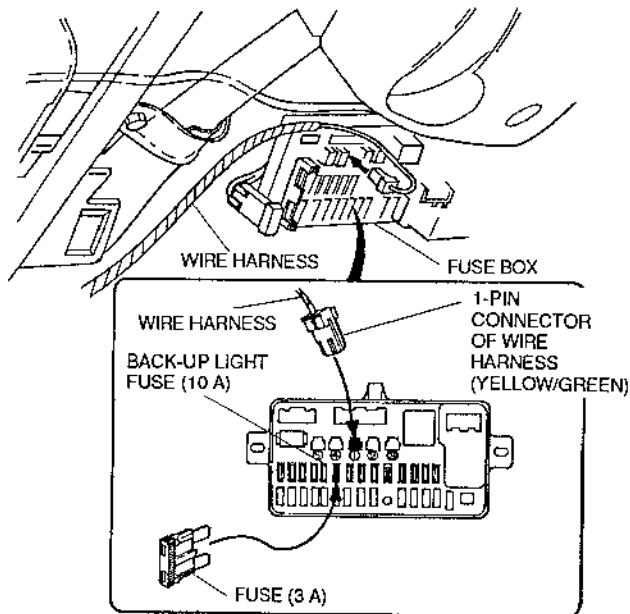 WIRE HARNESS
FUSE BOX
WIRE HARNESS
1-PIN
CONNECTOR
OF WIRE
HARNESS
(YELLOW/GREEN)
BACK-UP LIGHT
FUSE (10 A)
FUSE (3 A)